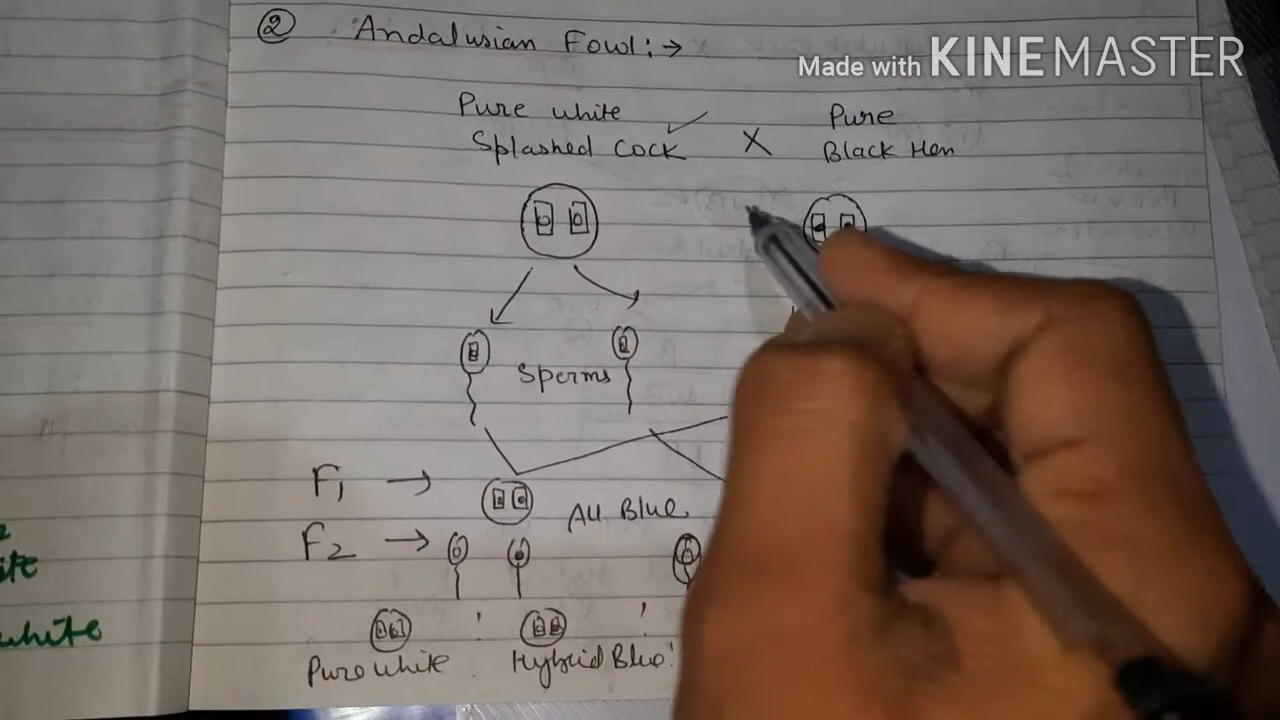 ② Andalusian Fowl:→
Made with KINEMASTER
Pure white
Splashed Cock ✓ X
Pure
Black Hen
Sperms
F1 →
All Blue
F2 →
Pure white : Hybrid Blue :
white